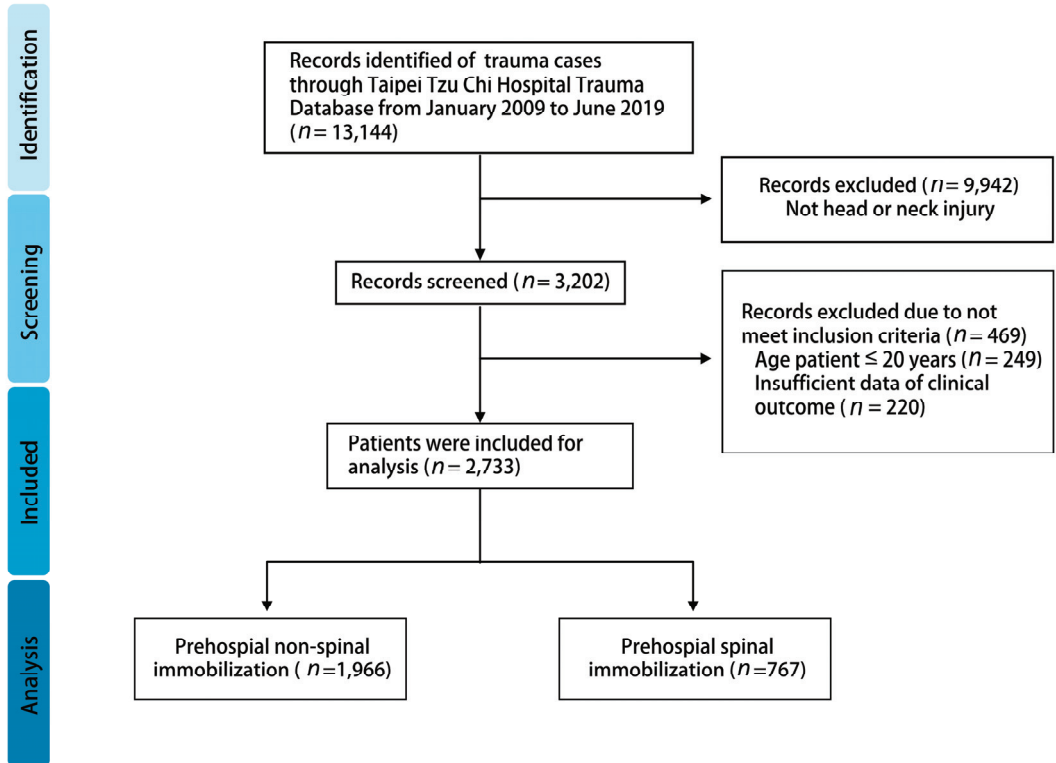 Identification
Records identified of trauma cases
through Taipei Tzu Chi Hospital Trauma
Database from January 2009 to June 2019
(n = 13,144)
Records excluded (n = 9,942)
Not head or neck injury
Screening
Records screened (n = 3,202)
Records excluded due to not
meet inclusion criteria (n = 469)
Age patient ≤ 20 years (n = 249)
Insufficient data of clinical
outcome (n = 220)
Included
Patients were included for
analysis (n = 2,733)
Analysis
Prehospial non-spinal
immobilization ( n=1,966)
Prehospial spinal
immobilization (n=767)